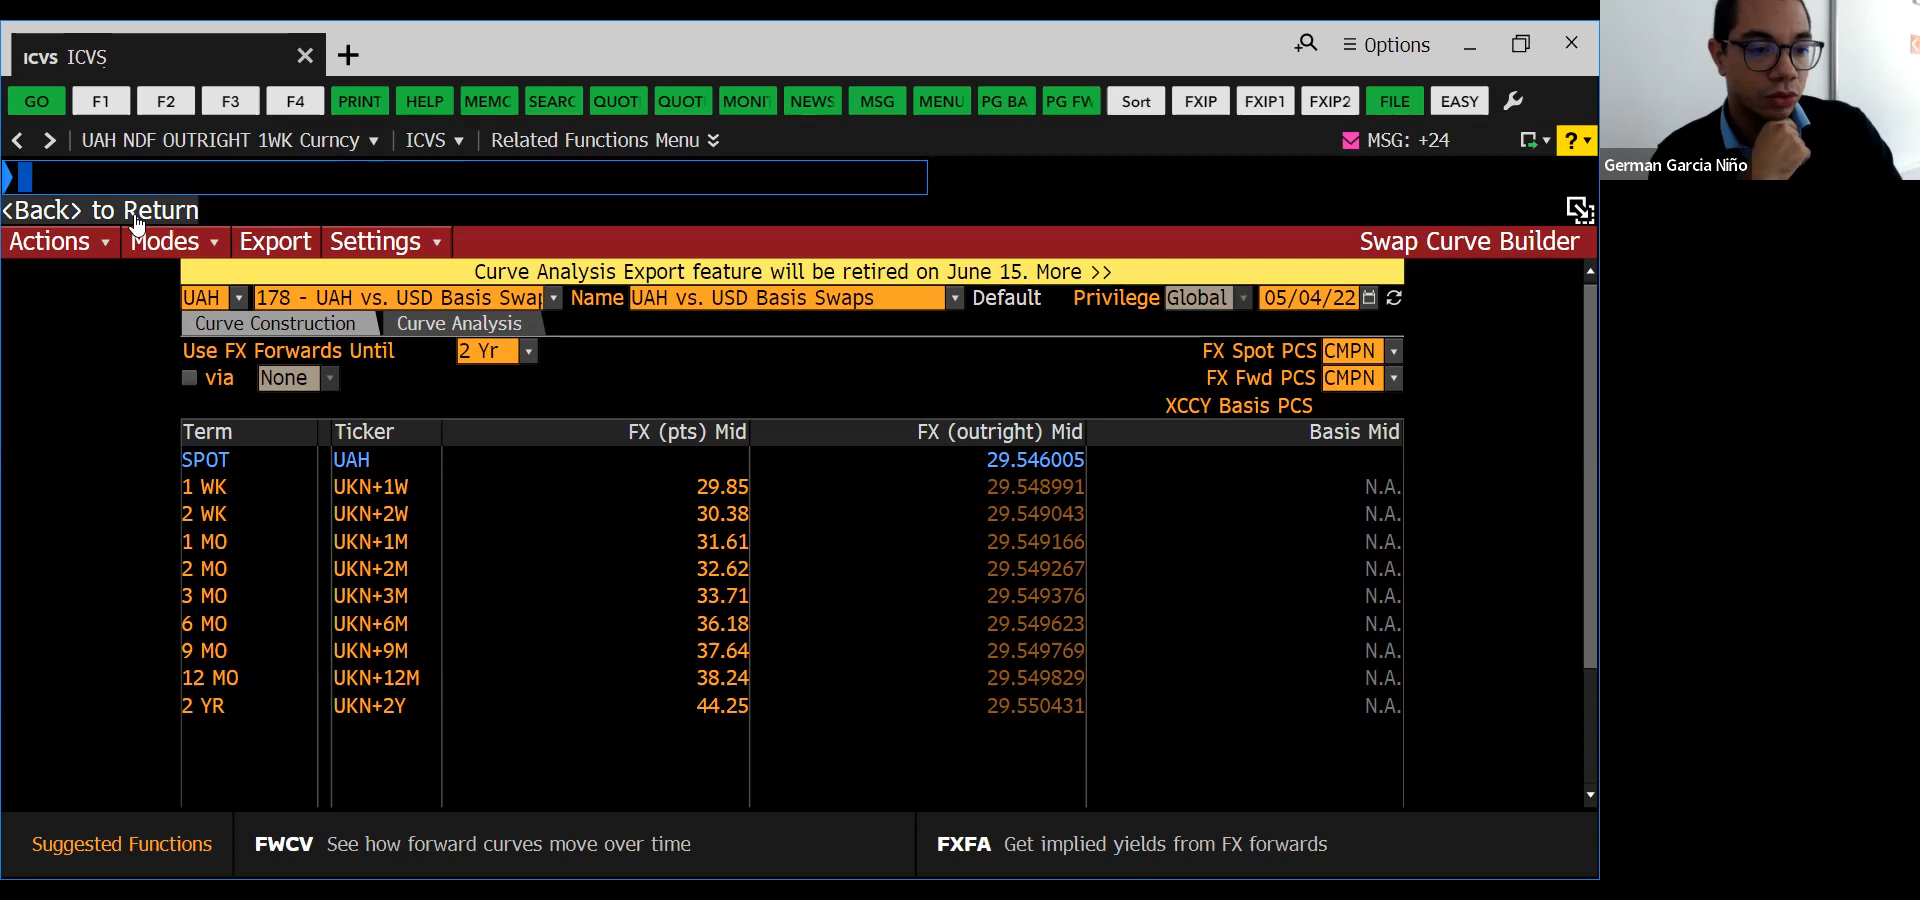 ICVS ICVS
Options
GO F1 F2 F3 F4 PRINT HELP MEMC SEARC QUOT QUOT MONI NEWS MSG MENU PG BA PG FW Sort FXIP FXIP1 FXIP2 FILE EASY
UAH NDF OUTRIGHT 1WK Curncy ICVS Related Functions Menu MSG: +24 ?
German Garcia Niño
<Back> to Return
Actions Modes Export Settings Swap Curve Builder
Curve Analysis Export feature will be retired on June 15. More >>
UAH 178 - UAH vs. USD Basis Swap Name UAH vs. USD Basis Swaps Default Privilege Global 05/04/22
Curve Construction Curve Analysis
Use FX Forwards Until 2 Yr FX Spot PCS CMPN
via None FX Fwd PCS CMPN
XCCY Basis PCS
Term Ticker FX (pts) Mid FX (outright) Mid Basis Mid
SPOT UAH 29.546005
1 WK UKN+1W 29.85 29.548991 N.A.
2 WK UKN+2W 30.38 29.549043 N.A.
1 MO UKN+1M 31.61 29.549166 N.A.
2 MO UKN+2M 32.62 29.549267 N.A.
3 MO UKN+3M 33.71 29.549376 N.A.
6 MO UKN+6M 36.18 29.549623 N.A.
9 MO UKN+9M 37.64 29.549769 N.A.
12 MO UKN+12M 38.24 29.549829 N.A.
2 YR UKN+2Y 44.25 29.550431 N.A.
Suggested Functions FWCV See how forward curves move over time FXFA Get implied yields from FX forwards